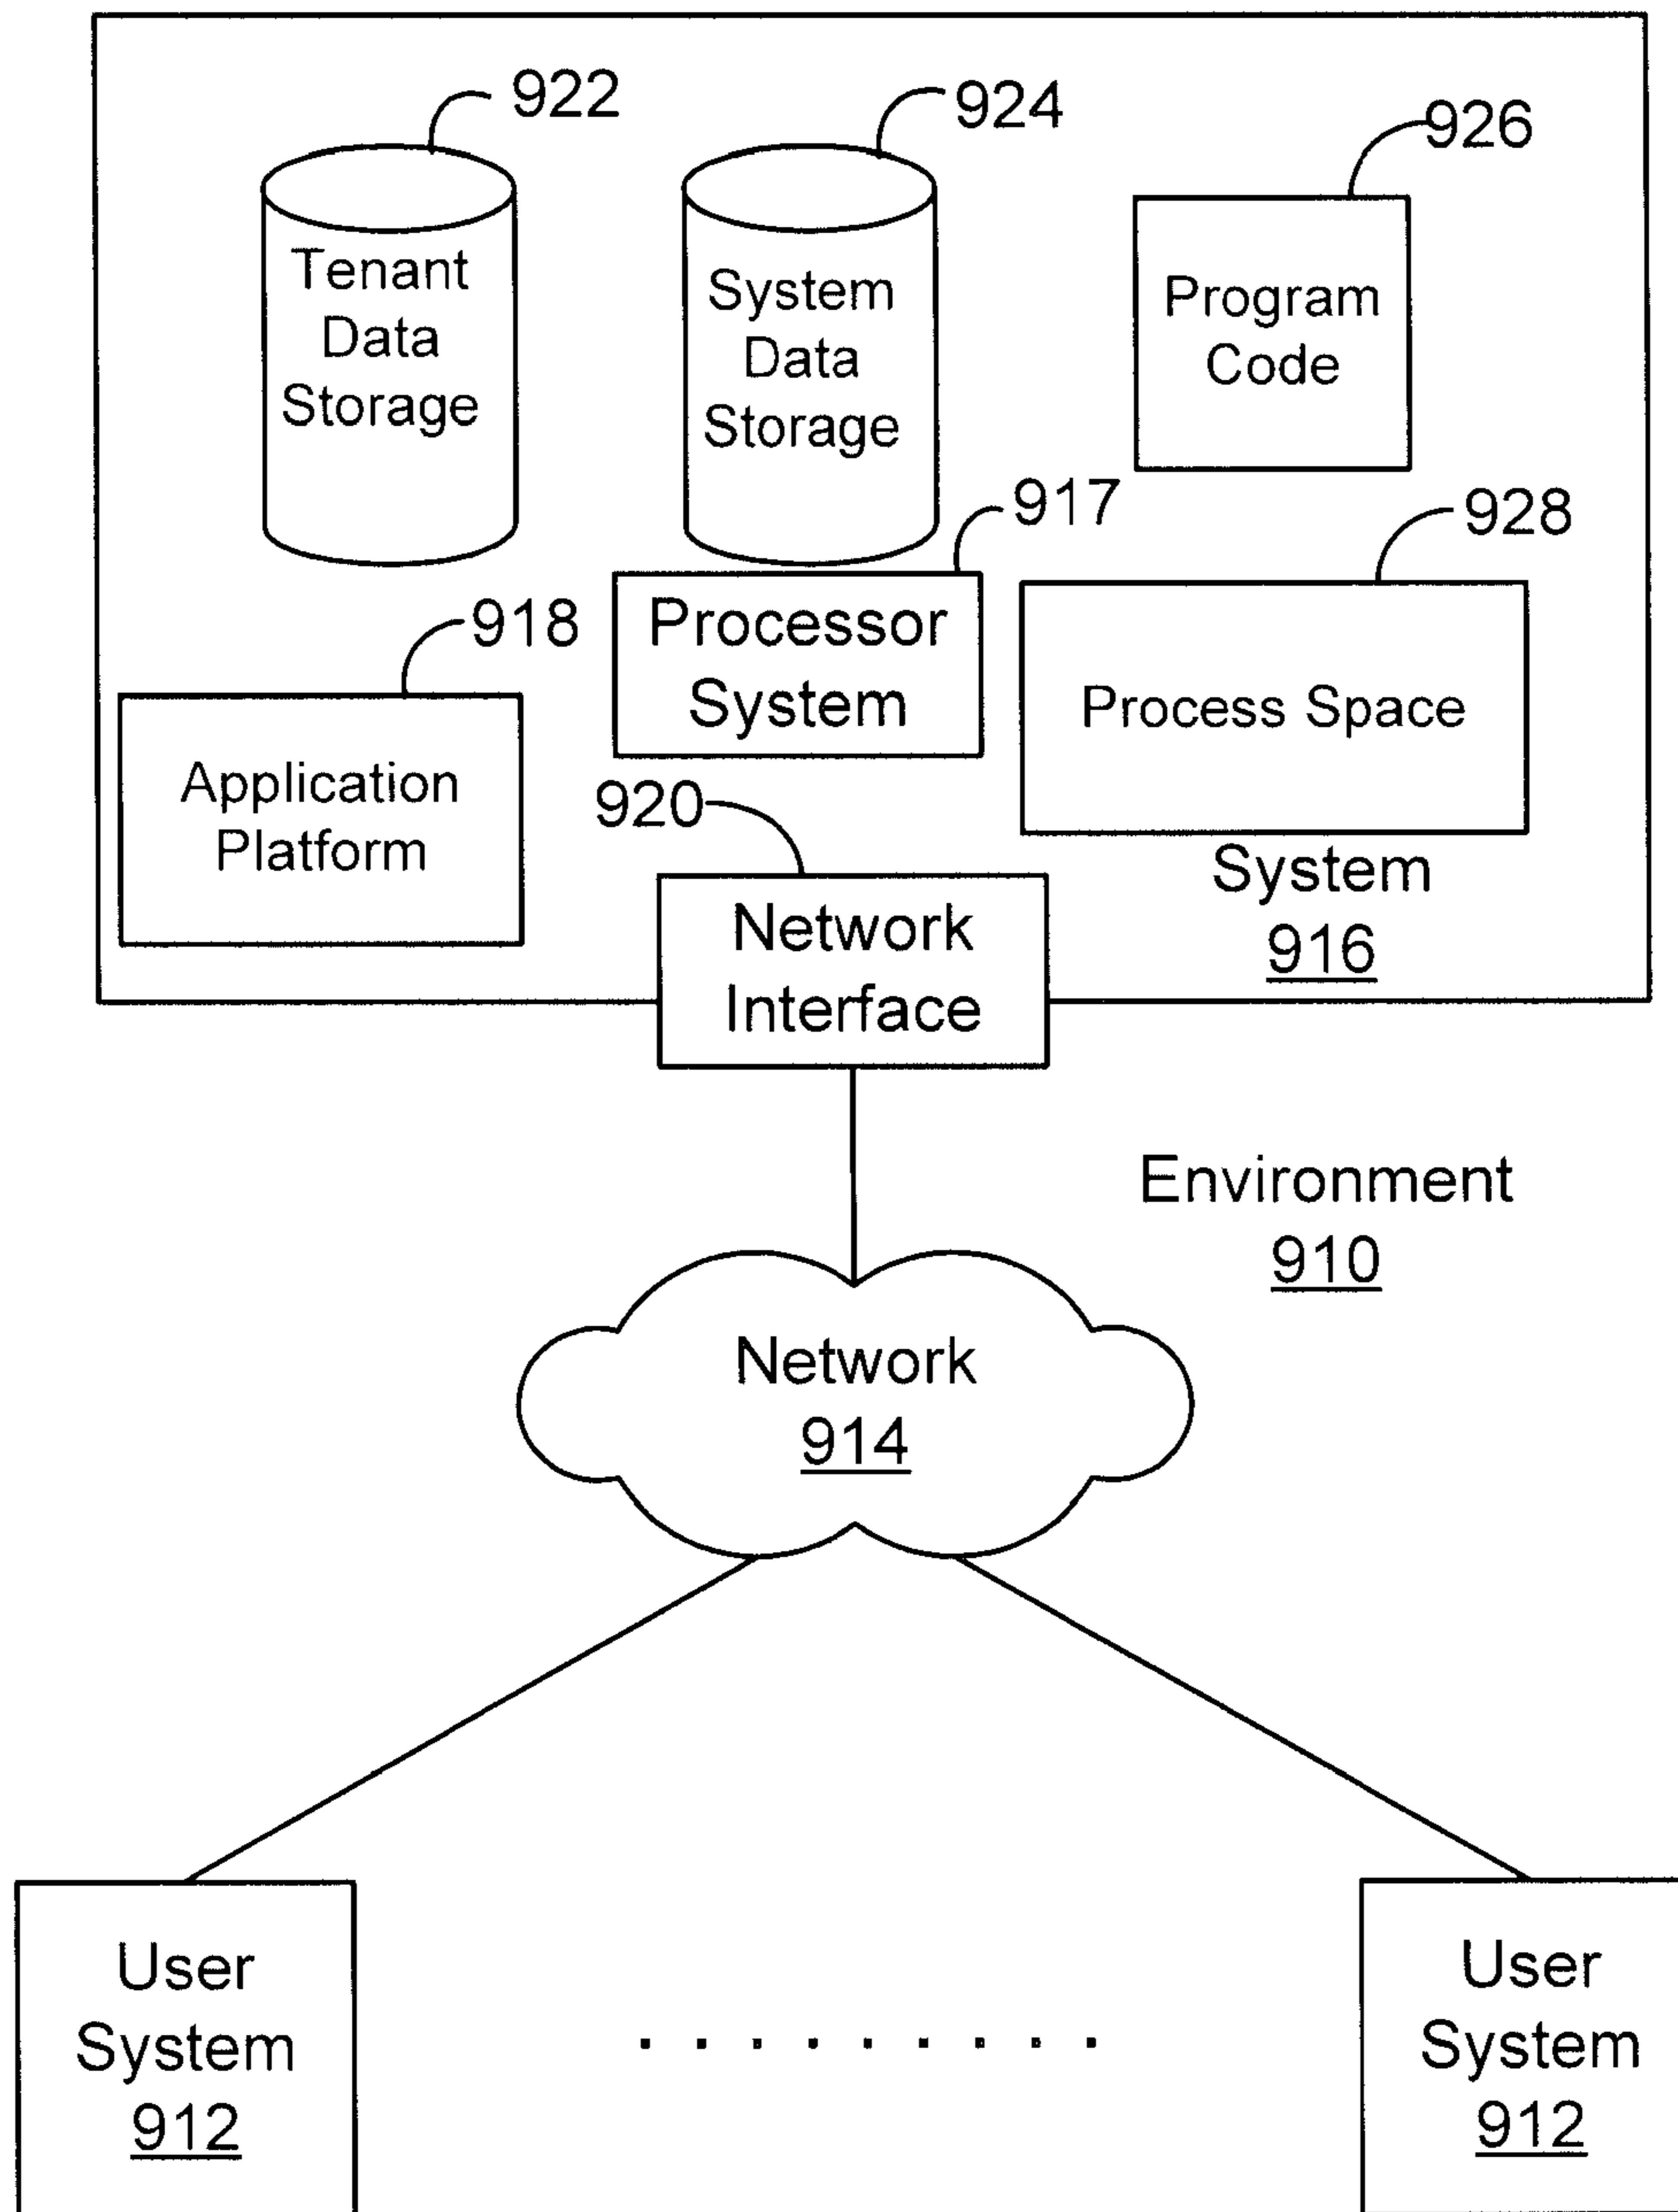 922
924
926
Tenant
Data
Storage
System
Data
Storage
Program
Code
917
928
918
Processor
System
Process Space
Application
Platform
920
System
916
Network
Interface
Environment
910
Network
914
User
System
912
User
System
912